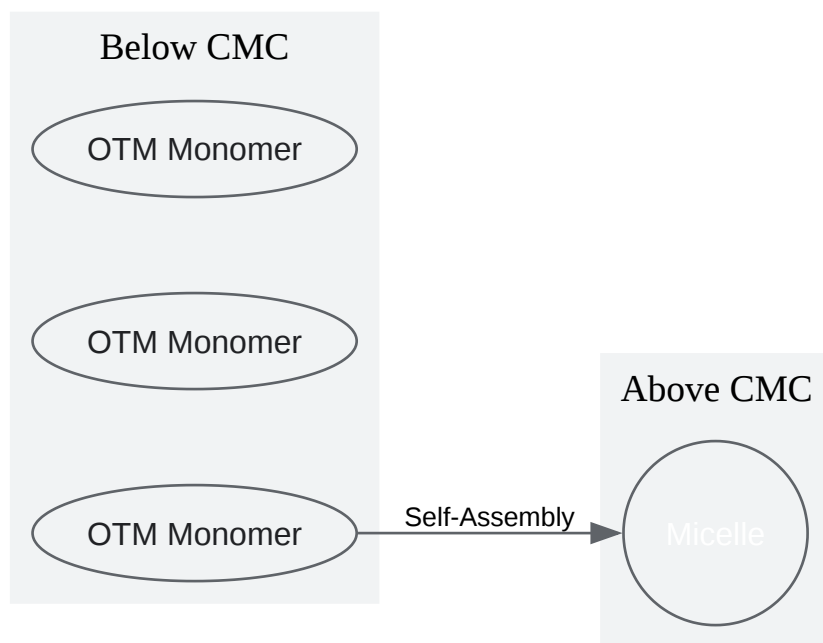 Below CMC
OTM Monomer
OTM Monomer
Above CMC
OTM Monomer
Self-Assembly
Micelle